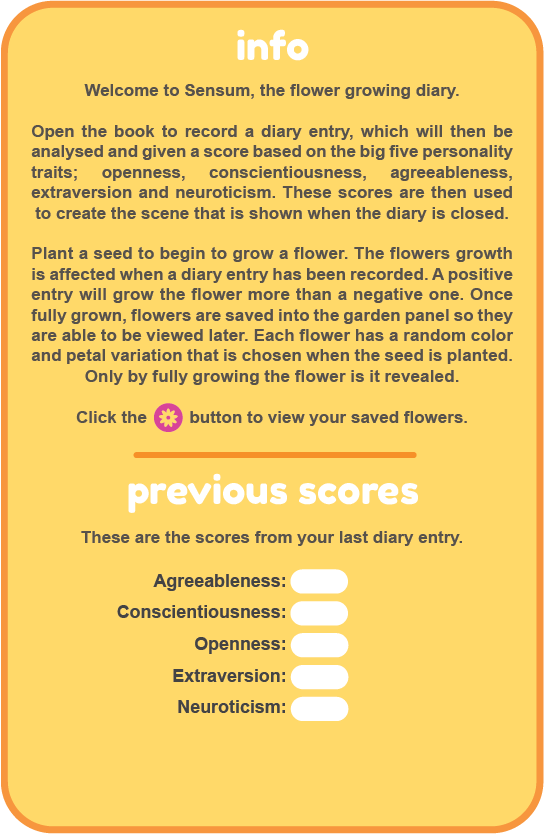 info
Welcome to Sensum, the flower growing diary.
Open the book to record a diary entry, which will then be
analysed and given a score based on the big five personality
traits; openness, conscientiousness, agreeableness,
extraversion and neuroticism. These scores are then used
to create the scene that is shown when the diary is closed.
Plant a seed to begin to grow a flower. The flowers growth
is affected when a diary entry has been recorded. A positive
entry will grow the flower more than a negative one. Once
fully grown, flowers are saved into the garden panel so they
are able to be viewed later. Each flower has a random color
and petal variation that is chosen when the seed is planted.
Only by fully growing the flower is it revealed.
Click the button to view your saved flowers.
previous scores
These are the scores from your last diary entry.
Agreeableness:
Conscientiousness:
Openness:
Extraversion:
Neuroticism: